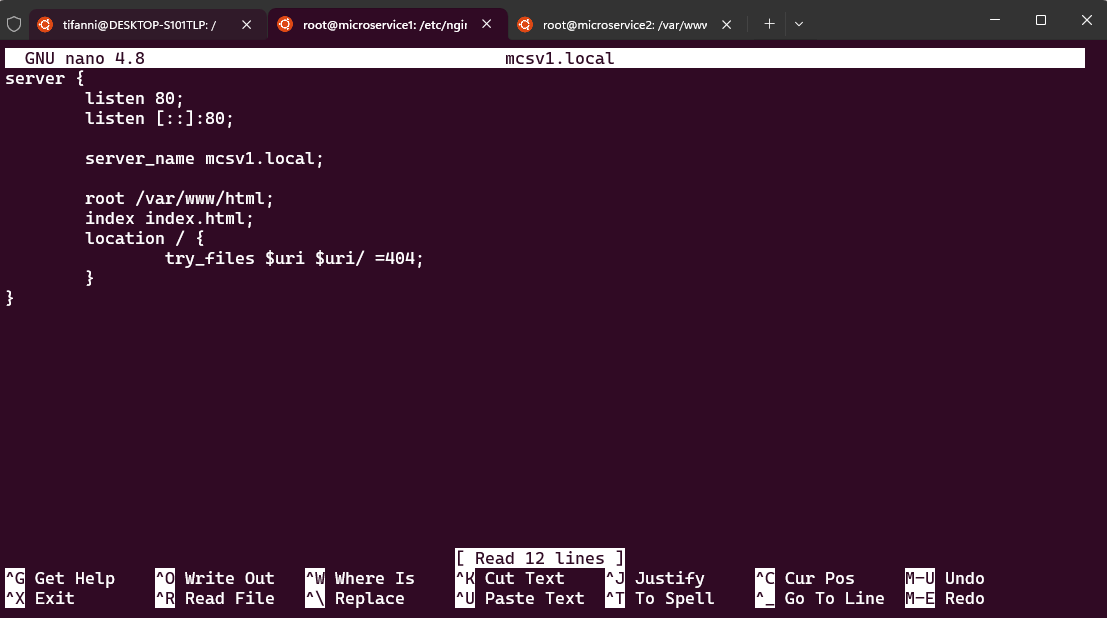 tifanni@DESKTOP-S101TLP: /
root@microservice1: /etc/ngin
root@microservice2: /var/www
GNU nano 4.8 mcsv1.local
server {
listen 80;
listen [::]:80;
server_name mcsv1.local;
root /var/www/html;
index index.html;
location / {
try_files $uri $uri/ =404;
}
}
[ Read 12 lines ]
^G Get Help ^O Write Out ^W Where Is ^K Cut Text ^J Justify ^C Cur Pos M-U Undo
^X Exit ^R Read File ^\ Replace ^U Paste Text ^T To Spell ^_ Go To Line M-E Redo